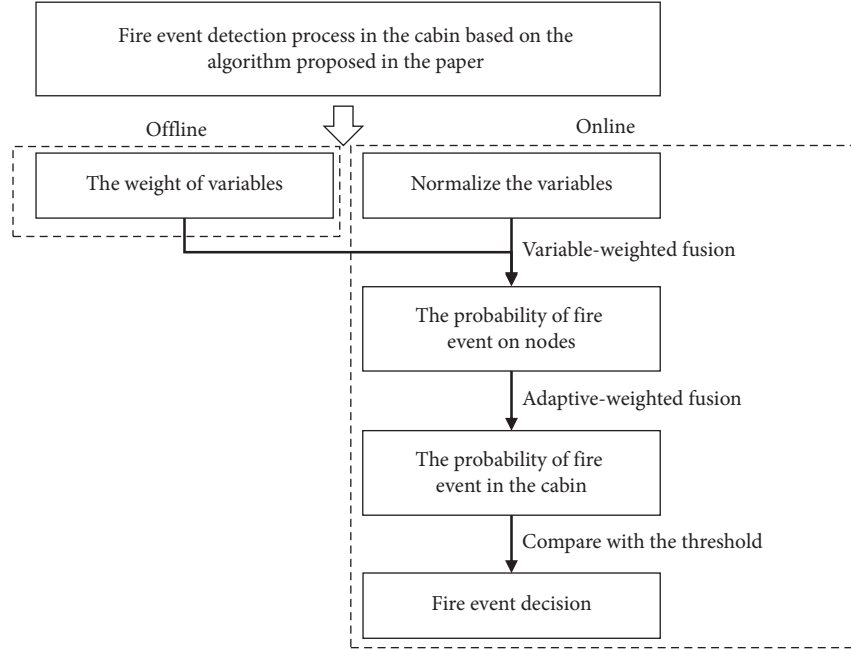 Fire event detection process in the cabin based on the
algorithm proposed in the paper
Offline
Online
The weight of variables
Normalize the variables
Variable-weighted fusion
The probability of fire
event on nodes
Adaptive-weighted fusion
The probability of fire
event in the cabin
Compare with the threshold
Fire event decision